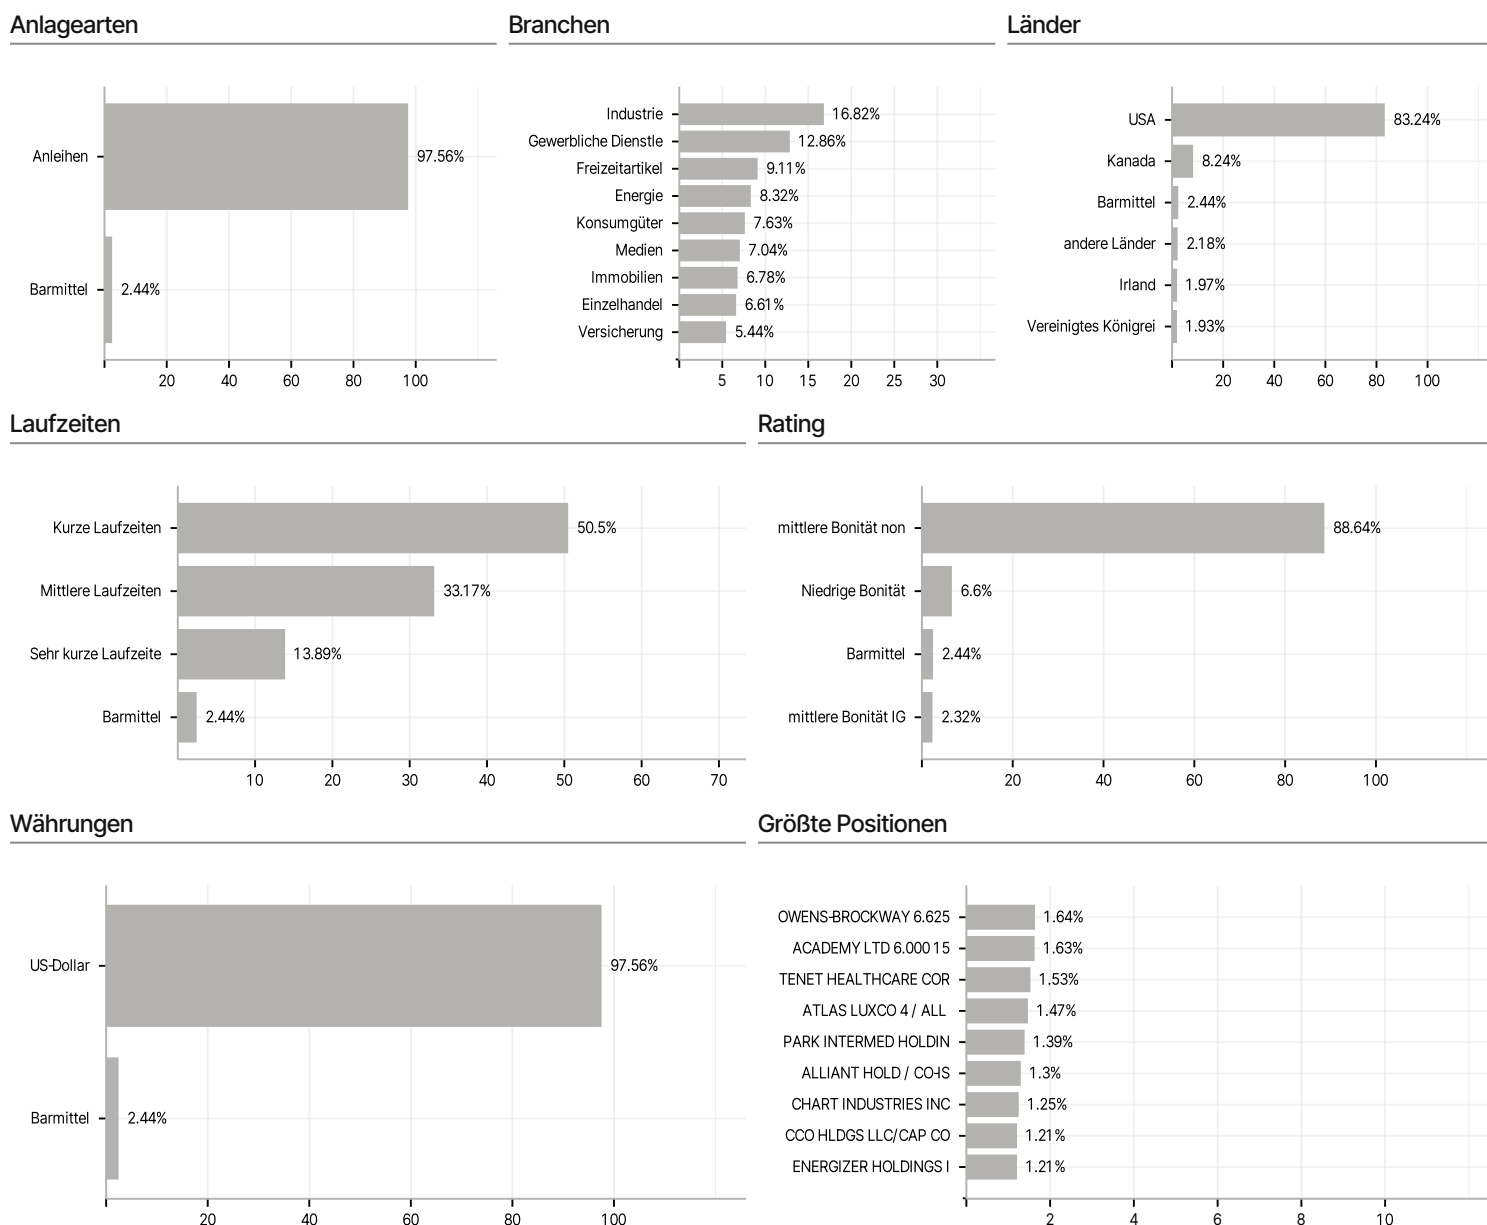 Anlagearten
Anleihen 97.56%
Barmittel 2.44%
20 40 60 80 100
Branchen
Industrie 16.82%
Gewerbliche Dienstle 12.86%
Freizeitartikel 9.11%
Energie 8.32%
Konsumgüter 7.63%
Medien 7.04%
Immobilien 6.78%
Einzelhandel 6.61%
Versicherung 5.44%
5 10 15 20 25 30
Länder
USA 83.24%
Kanada 8.24%
Barmittel 2.44%
andere Länder 2.18%
Irland 1.97%
Vereinigtes Königrei 1.93%
20 40 60 80 100
Laufzeiten
Kurze Laufzeiten 50.5%
Mittlere Laufzeiten 33.17%
Sehr kurze Laufzeite 13.89%
Barmittel 2.44%
10 20 30 40 50 60 70
Rating
mittlere Bonität non 88.64%
Niedrige Bonität 6.6%
Barmittel 2.44%
mittlere Bonität IG 2.32%
20 40 60 80 100
Währungen
US-Dollar 97.56%
Barmittel 2.44%
20 40 60 80 100
Größte Positionen
OWENS-BROCKWAY 6.625 1.64%
ACADEMY LTD 6.000 15 1.63%
TENET HEALTHCARE COR 1.53%
ATLAS LUXCO 4 / ALL 1.47%
PARK INTERMED HOLDIN 1.39%
ALLIANT HOLD / CO-IS 1.3%
CHART INDUSTRIES INC 1.25%
CCO HLDGS LLC/CAP CO 1.21%
ENERGIZER HOLDINGS I 1.21%
2 4 6 8 10